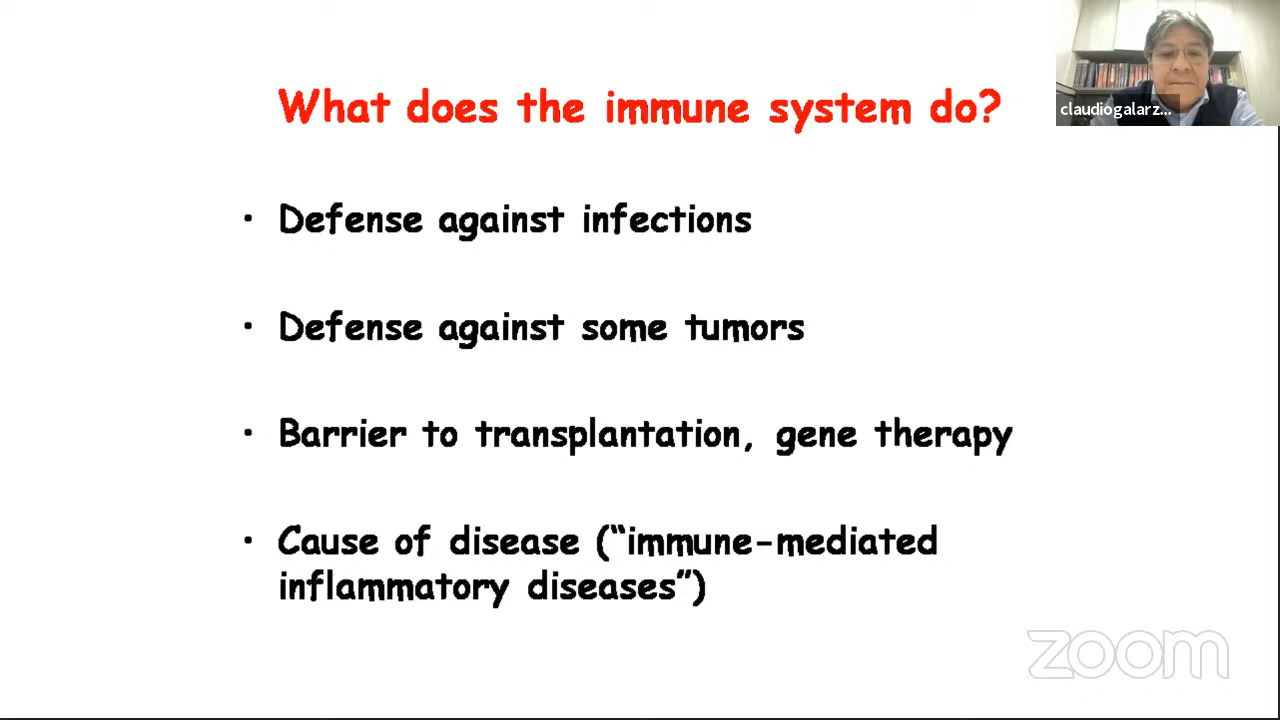 What does the immune system do?
claudiogalarz...
• Defense against infections
• Defense against some tumors
• Barrier to transplantation, gene therapy
• Cause of disease (“immune-mediated
inflammatory diseases”)
zoom